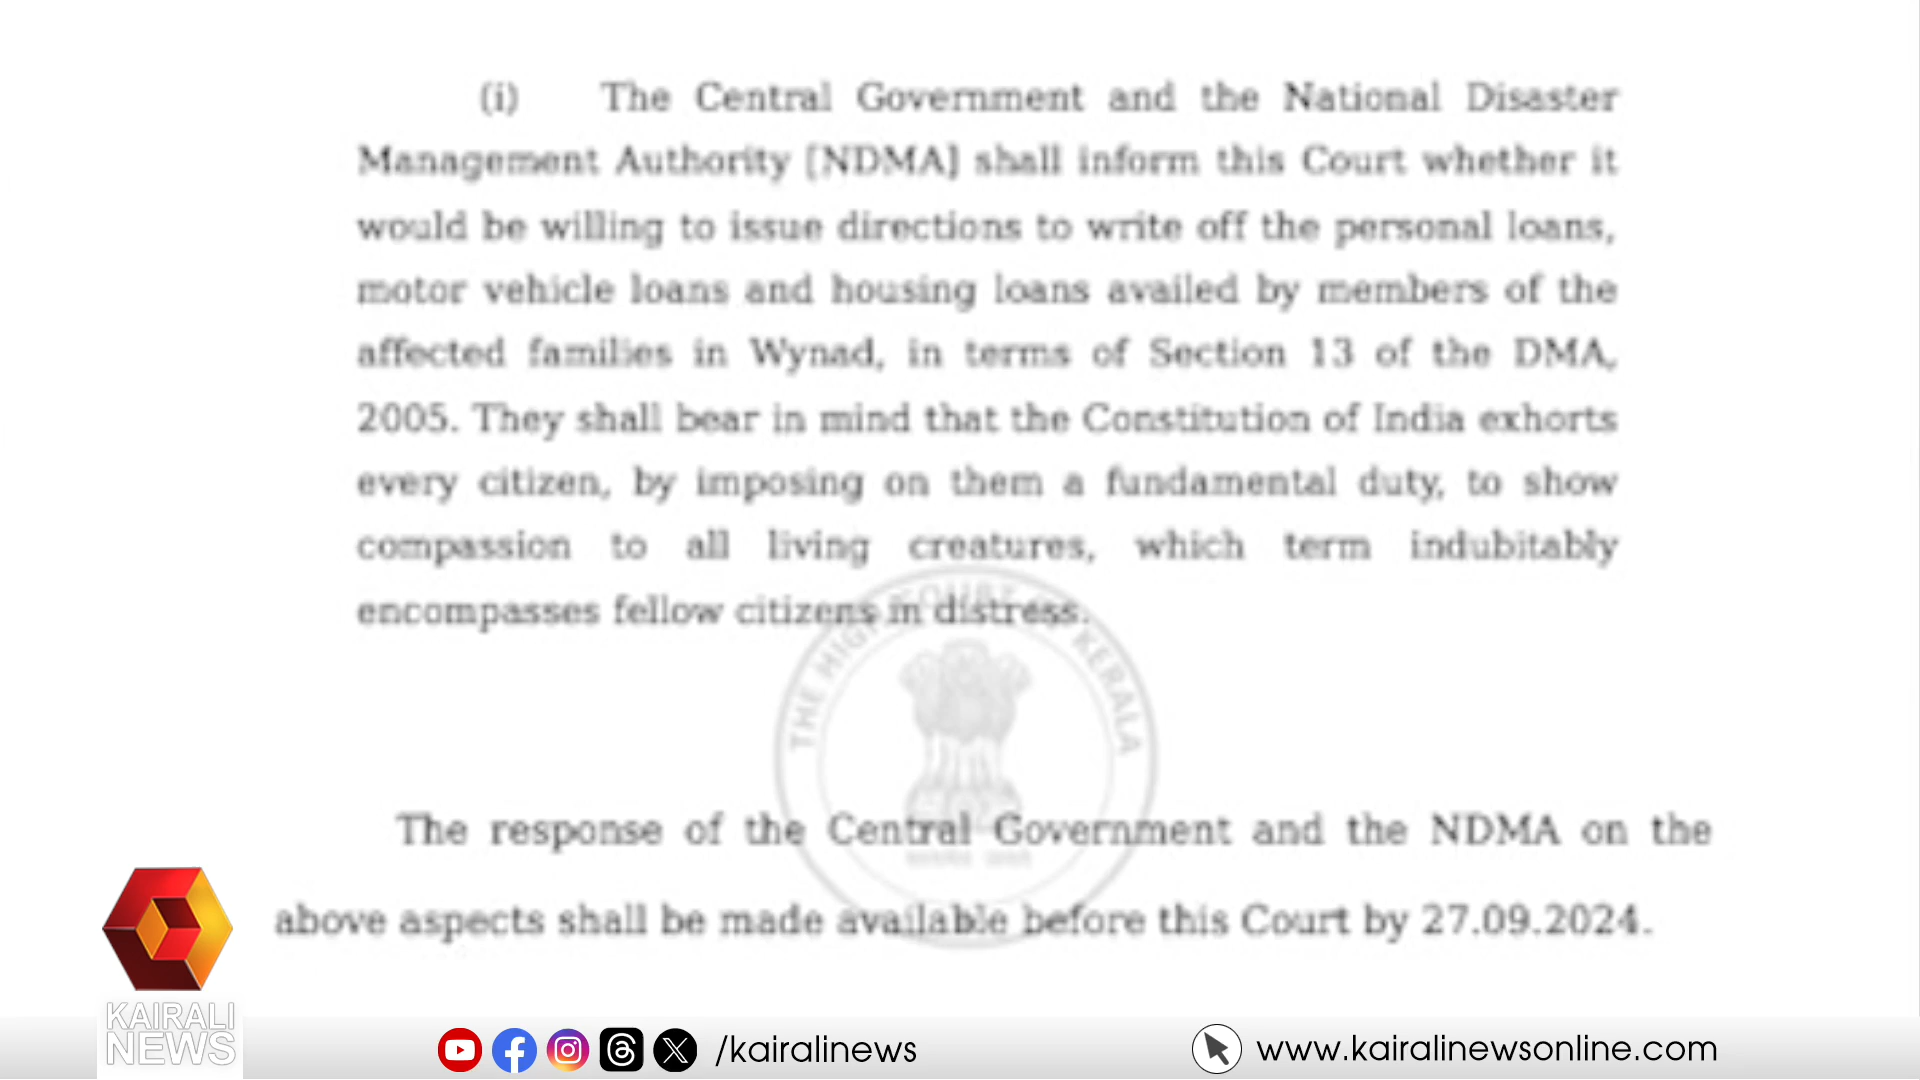 (i) The Central Government and the National Disaster
Management Authority [NDMA] shall inform this Court whether it
would be willing to issue directions to write off the personal loans,
motor vehicle loans and housing loans availed by members of the
affected families in Wynad, in terms of Section 13 of the DMA,
2005. They shall bear in mind that the Constitution of India exhorts
every citizen, by imposing on them a fundamental duty, to show
compassion to all living creatures, which term indubitably
encompasses fellow citizens in distress.
THE HIGH COURT OF KERALA
The response of the Central Government and the NDMA on the
above aspects shall be made available before this Court by 27.09.2024.
KAIRALI
NEWS
/kairalinews
www.kairalinewsonline.com